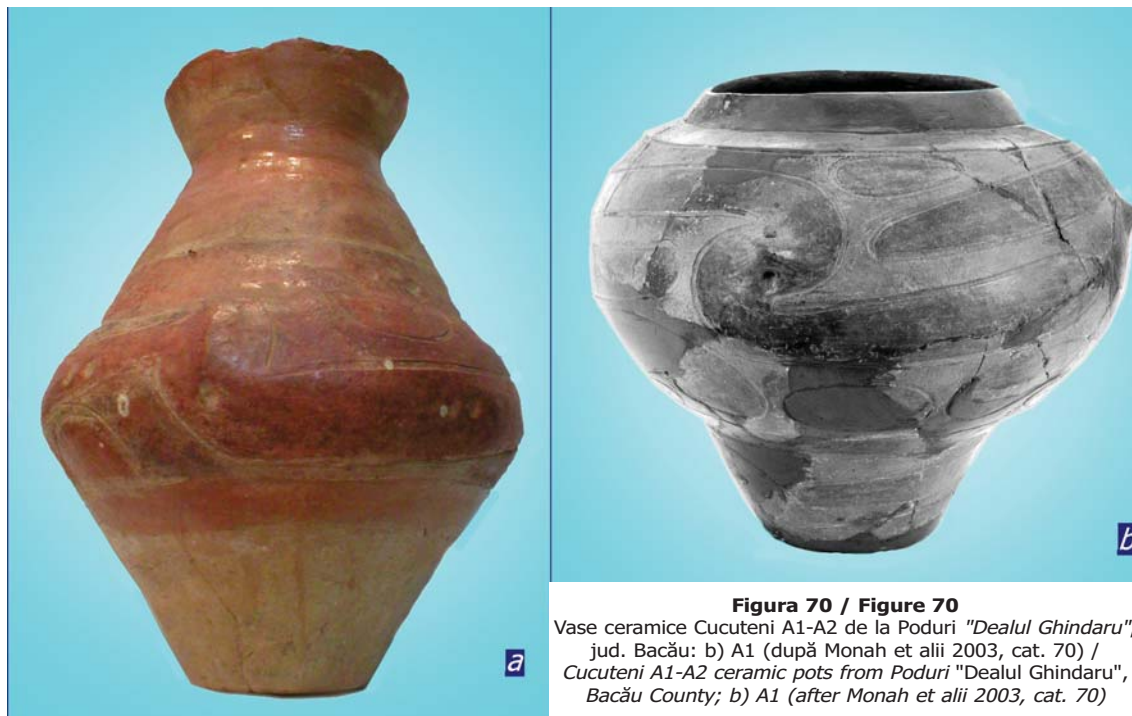 a
b
Figura 70 / Figure 70
Vase ceramice Cucuteni A1-A2 de la Poduri "Dealul Ghindaru",
jud. Bacău: b) A1 (după Monah et alii 2003, cat. 70) /
Cucuteni A1-A2 ceramic pots from Poduri "Dealul Ghindaru",
Bacău County; b) A1 (after Monah et alii 2003, cat. 70)